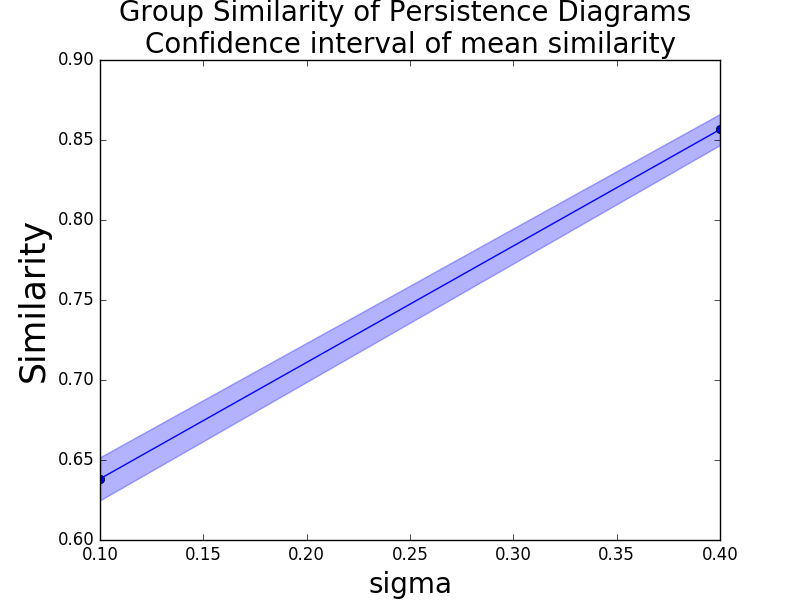 Group Similarity of Persistence Diagrams
Confidence interval of mean similarity
0.90
0.85
0.80
0.75
0.70
0.65
0.60
Similarity
0.10 0.15 0.20 0.25 0.30 0.35 0.40
sigma